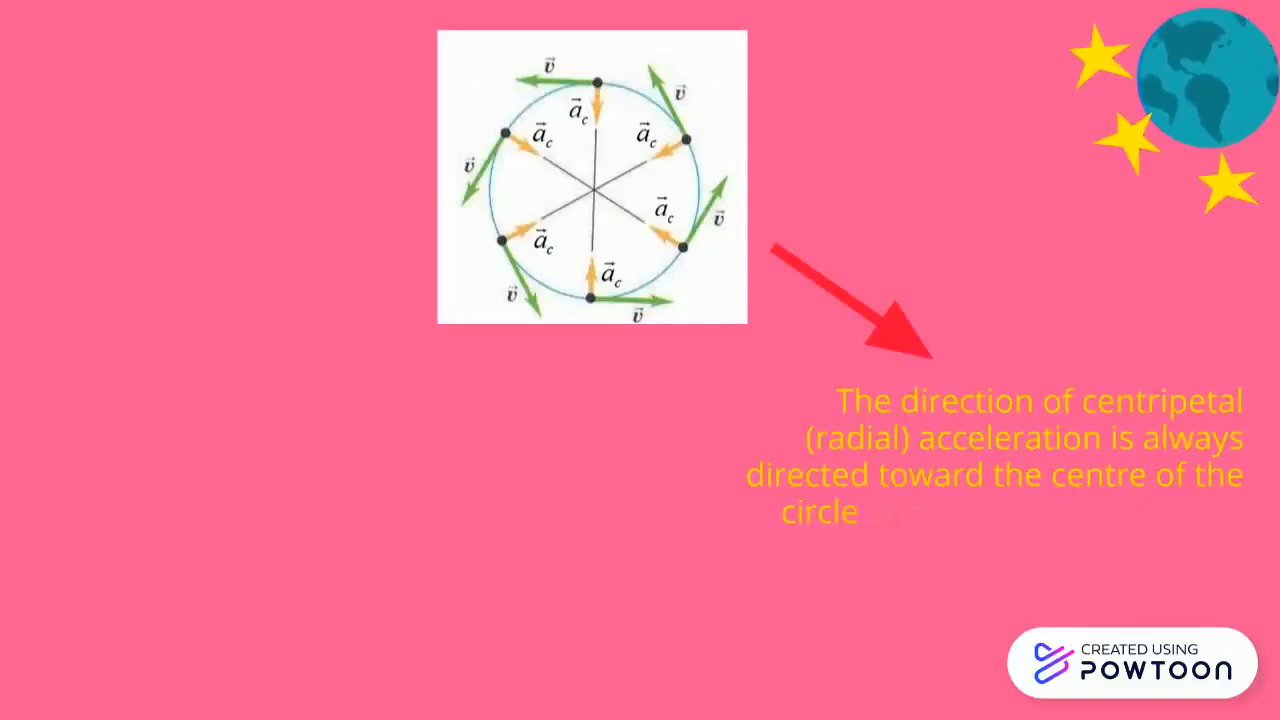 v⃗
v⃗
a⃗c
a⃗c
a⃗c
v⃗
a⃗c
v⃗
a⃗c
a⃗c
v⃗
v⃗
The direction of centripetal
(radial) acceleration is always
directed toward the centre of the
circle
CREATED USING
POWTOON